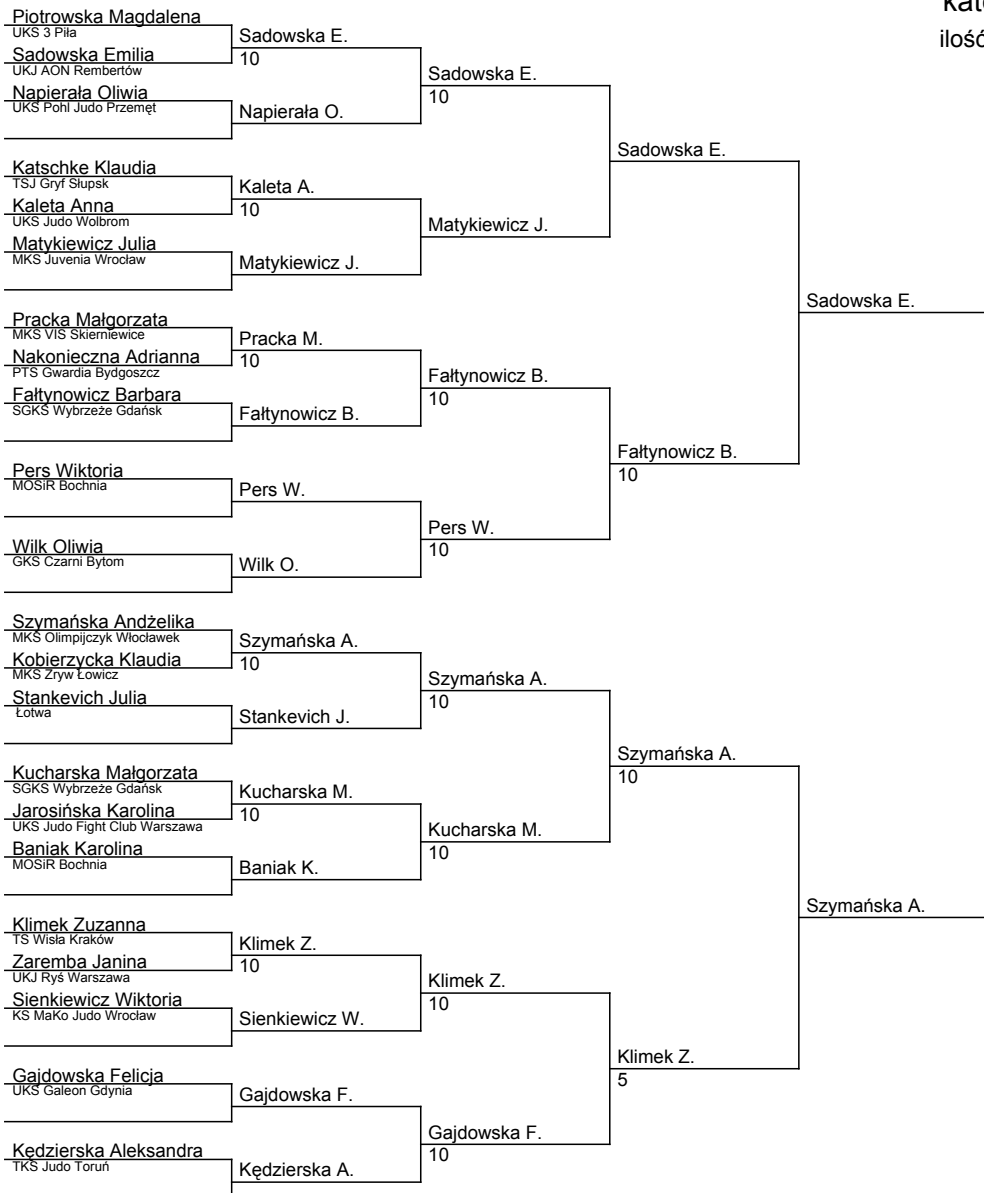 kate
ilość
Piotrowska Magdalena
UKS 3 Piła
Sadowska Emilia
UKJ AON Rembertów
Napierała Oliwia
UKS Pohl Judo Przemęt
Katschke Klaudia
TSJ Gryf Słupsk
Kaleta Anna
UKS Judo Wolbrom
Matykiewicz Julia
MKS Juvenia Wrocław
Pracka Małgorzata
MKS VIS Skierniewice
Nakonieczna Adrianna
PTS Gwardia Bydgoszcz
Fałtynowicz Barbara
SGKS Wybrzeże Gdańsk
Pers Wiktoria
MOSiR Bochnia
Wilk Oliwia
GKS Czarni Bytom
Szymańska Andżelika
MKS Olimpijczyk Włocławek
Kobierzycka Klaudia
MKS Zryw Łowicz
Stankevich Julia
Łotwa
Kucharska Małgorzata
SGKS Wybrzeże Gdańsk
Jarosińska Karolina
UKS Judo Fight Club Warszawa
Baniak Karolina
MOSiR Bochnia
Klimek Zuzanna
TS Wisła Kraków
Zaremba Janina
UKJ Ryś Warszawa
Sienkiewicz Wiktoria
KS MaKo Judo Wrocław
Gajdowska Felicja
UKS Galeon Gdynia
Kędzierska Aleksandra
TKS Judo Toruń
Sadowska E.
10
Napierała O.
Kaleta A.
10
Matykiewicz J.
Pracka M.
10
Fałtynowicz B.
Pers W.
Wilk O.
Szymańska A.
10
Stankevich J.
Kucharska M.
10
Baniak K.
Klimek Z.
10
Sienkiewicz W.
Gajdowska F.
Kędzierska A.
Sadowska E.
10
Matykiewicz J.
Fałtynowicz B.
10
Pers W.
10
Szymańska A.
10
Kucharska M.
10
Klimek Z.
10
Gajdowska F.
10
Sadowska E.
Fałtynowicz B.
10
Szymańska A.
10
Klimek Z.
5
Sadowska E.
Szymańska A.